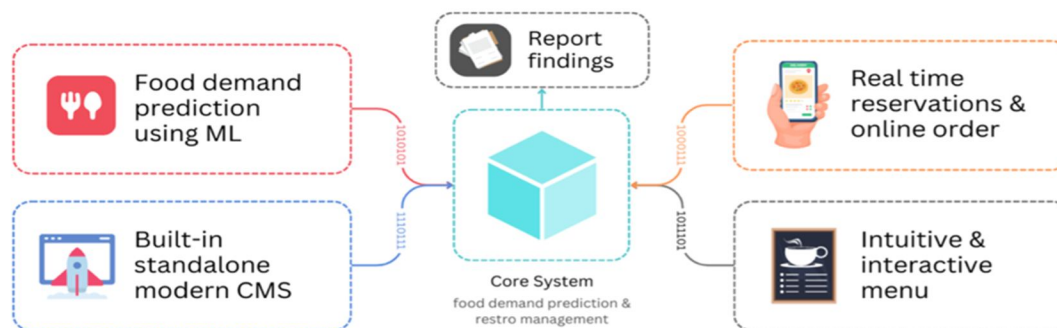 Report
findings
Food demand
prediction
using ML
Real time
reservations &
online order
1010101
1000111
1110111
1011101
Built-in
standalone
modern CMS
Intuitive &
interactive
menu
Core System
food demand prediction &
restro management